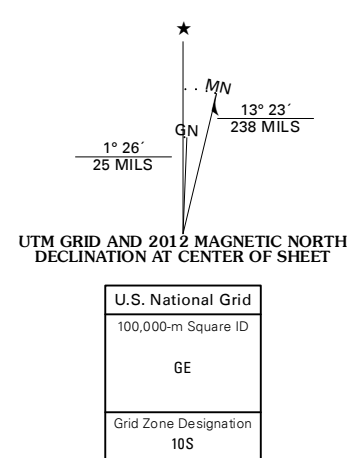 ★
MN
GN
13° 23´
238 MILS
1° 26´
25 MILS
UTM GRID AND 2012 MAGNETIC NORTH
DECLINATION AT CENTER OF SHEET
U.S. National Grid
100,000-m Square ID
GE
Grid Zone Designation
10S